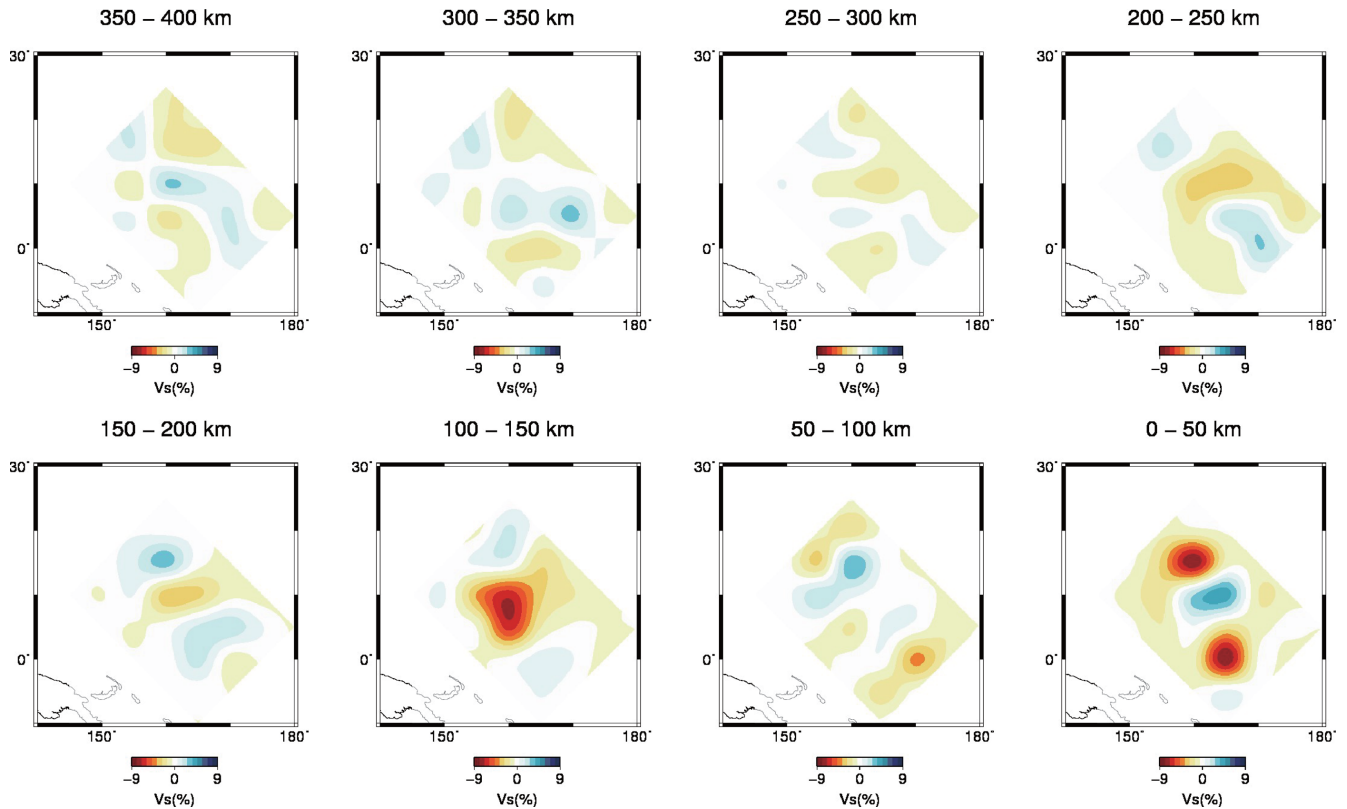 350 – 400 km
300 – 350 km
250 – 300 km
200 – 250 km
30˚
30˚
30˚
30˚
0˚
0˚
0˚
0˚
150˚
180˚
150˚
180˚
150˚
180˚
150˚
180˚
−9 0 9
−9 0 9
−9 0 9
−9 0 9
Vs(%)
Vs(%)
Vs(%)
Vs(%)
150 – 200 km
100 – 150 km
50 – 100 km
0 – 50 km
30˚
30˚
30˚
30˚
0˚
0˚
0˚
0˚
150˚
180˚
150˚
180˚
150˚
180˚
150˚
180˚
−9 0 9
−9 0 9
−9 0 9
−9 0 9
Vs(%)
Vs(%)
Vs(%)
Vs(%)